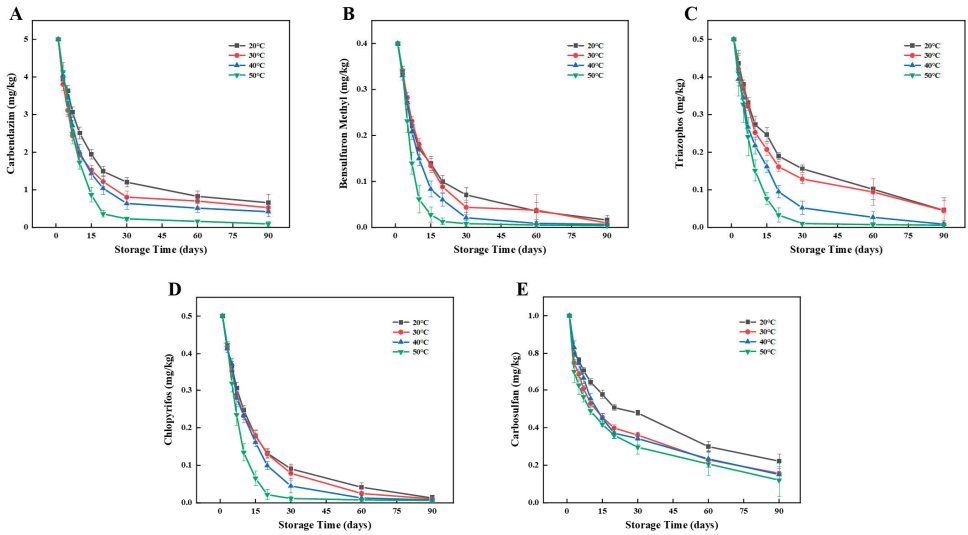 A
B
C
Carbendazim (mg/kg)
5
4
3
2
1
0
0 15 30 45 60 75 90
Storage Time (days)
20°C
30°C
40°C
50°C
Bensulfuron Methyl (mg/kg)
0.4
0.3
0.2
0.1
0.0
0 15 30 45 60 75 90
Storage Time (days)
20°C
30°C
40°C
50°C
Triazophos (mg/kg)
0.5
0.4
0.3
0.2
0.1
0.0
0 15 30 45 60 75 90
Storage Time (days)
20°C
30°C
40°C
50°C
D
E
Chlopyrifos (mg/kg)
0.5
0.4
0.3
0.2
0.1
0.0
0 15 30 45 60 75 90
Storage Time (days)
20°C
30°C
40°C
50°C
Carbosulfan (mg/kg)
1.0
0.8
0.6
0.4
0.2
0.0
0 15 30 45 60 75 90
Storage Time (days)
20°C
30°C
40°C
50°C